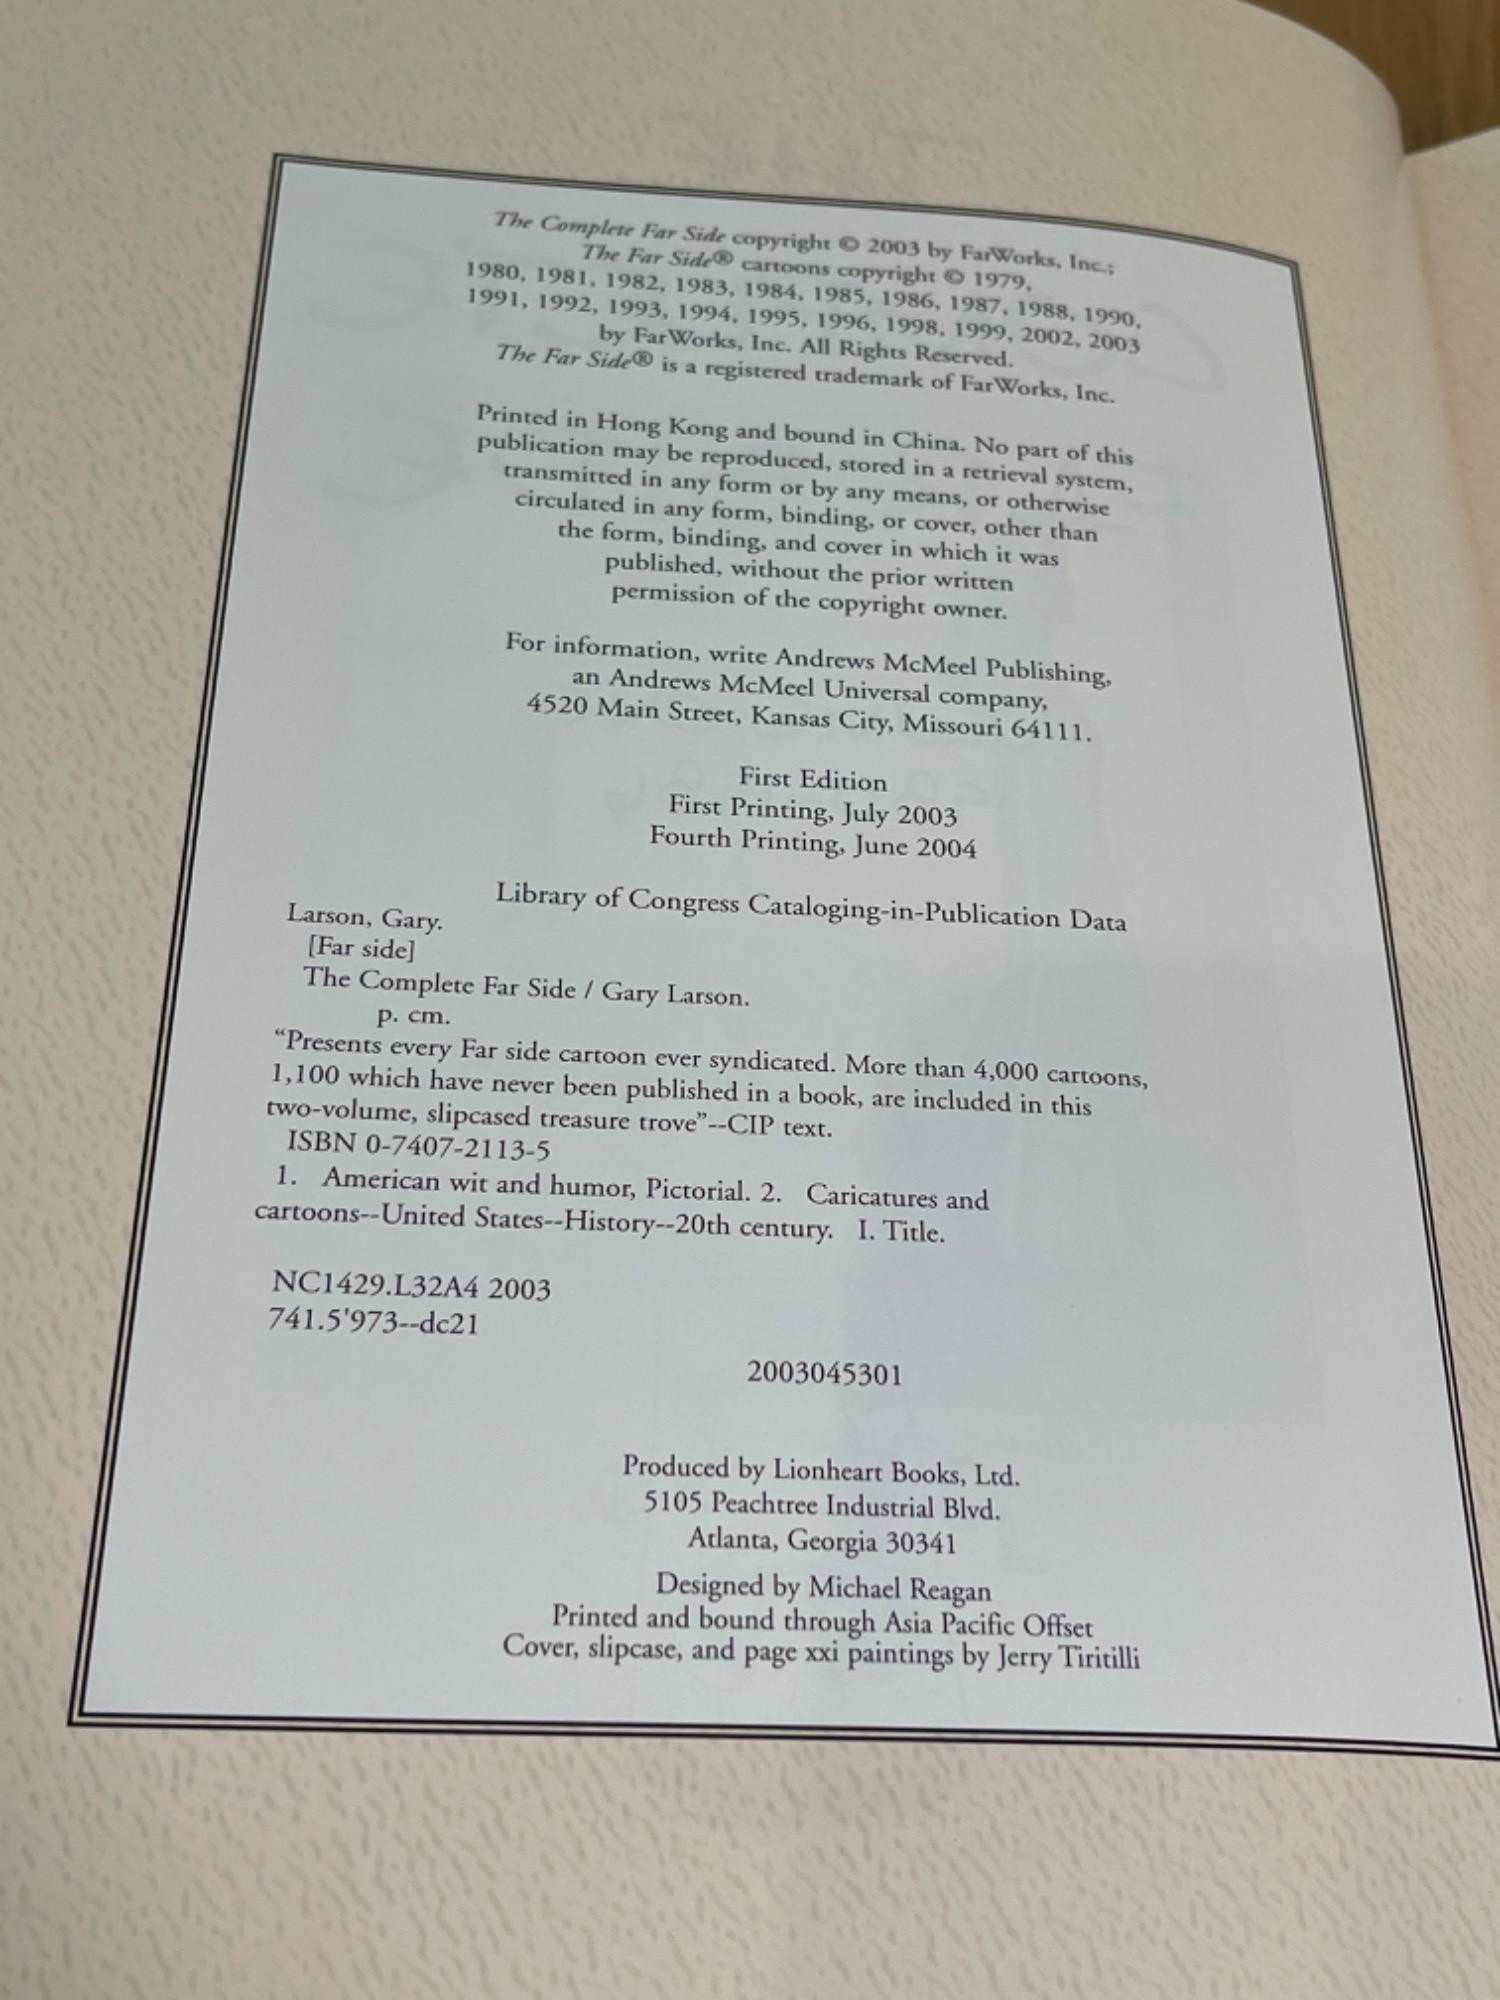 The Complete Far Side copyright © 2003 by FarWorks, Inc.;
The Far Side® cartoons copyright © 1979,
1980, 1981, 1982, 1983, 1984, 1985, 1986, 1987, 1988, 1990,
1991, 1992, 1993, 1994, 1995, 1996, 1998, 1999, 2002, 2003
by FarWorks, Inc. All Rights Reserved.
The Far Side® is a registered trademark of FarWorks, Inc.
Printed in Hong Kong and bound in China. No part of this
publication may be reproduced, stored in a retrieval system,
transmitted in any form or by any means, or otherwise
circulated in any form, binding, or cover, other than
the form, binding, and cover in which it was
published, without the prior written
permission of the copyright owner.
For information, write Andrews McMeel Publishing,
an Andrews McMeel Universal company,
4520 Main Street, Kansas City, Missouri 64111.
First Edition
First Printing, July 2003
Fourth Printing, June 2004
Library of Congress Cataloging-in-Publication Data
Larson, Gary.
[Far side]
The Complete Far Side / Gary Larson.
p. cm.
“Presents every Far side cartoon ever syndicated. More than 4,000 cartoons,
1,100 which have never been published in a book, are included in this
two-volume, slipcased treasure trove”--CIP text.
ISBN 0-7407-2113-5
1. American wit and humor, Pictorial. 2. Caricatures and
cartoons--United States--History--20th century. I. Title.
NC1429.L32A4 2003
741.5'973--dc21
2003045301
Produced by Lionheart Books, Ltd.
5105 Peachtree Industrial Blvd.
Atlanta, Georgia 30341
Designed by Michael Reagan
Printed and bound through Asia Pacific Offset
Cover, slipcase, and page xxi paintings by Jerry Tiritilli